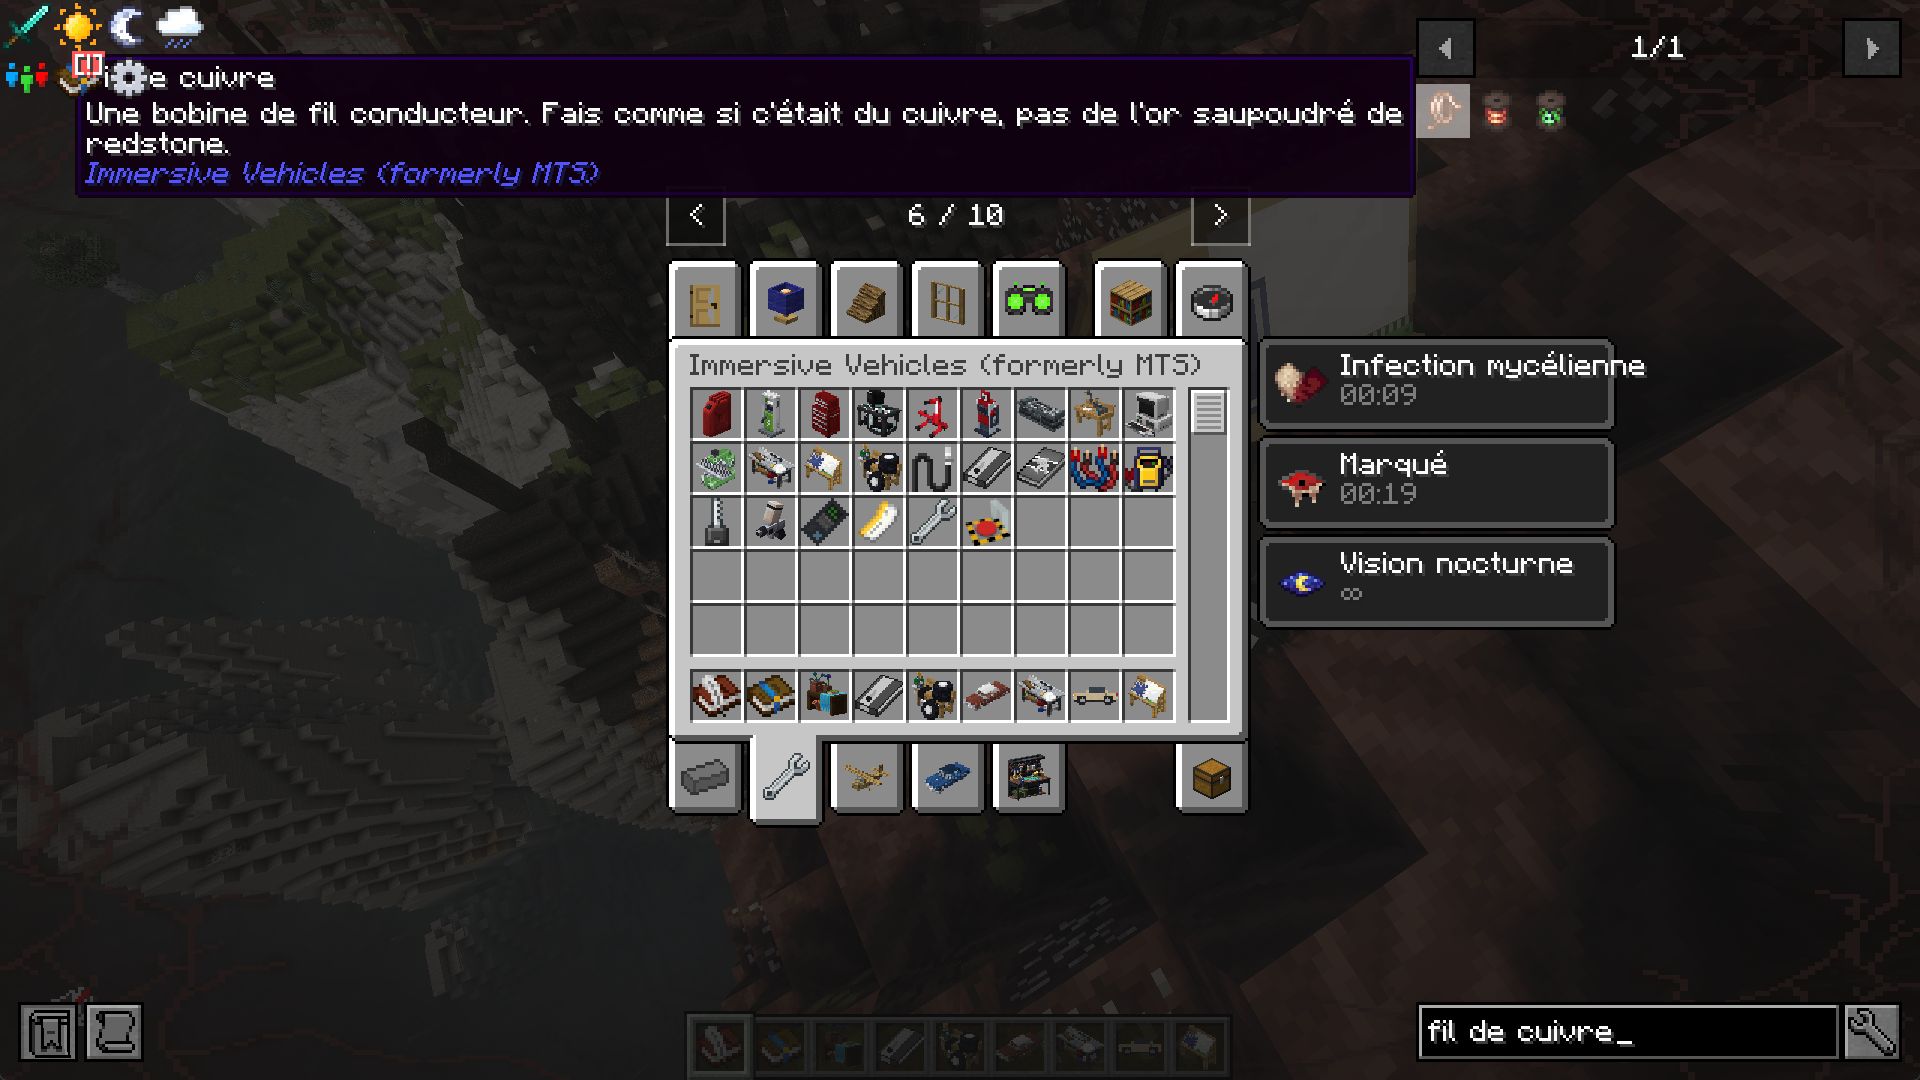 e cuivre
Une bobine de fil conducteur. Fais comme si c'était du cuivre, pas de l'or saupoudré de
redstone.
Immersive Vehicles (formerly MTS)
1/1
6 / 10
Immersive Vehicles (formerly MTS)
Infection mycélienne
00:09
Marqué
00:19
Vision nocturne
∞
fil de cuivre_